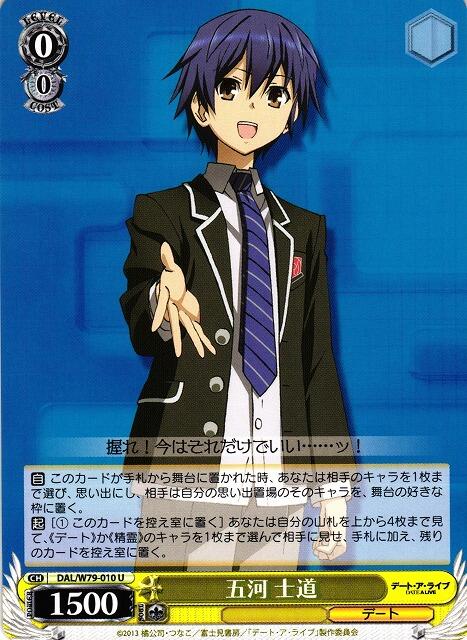 LEVEL
0
0
COST
握れ！今はそれだけでいい……ッ！
自 このカードが手札から舞台に置かれた時、あなたは相手のキャラを1枚ま
で選び、思い出にし、相手は自分の思い出置場のそのキャラを、舞台の好きな
枠に置く。
起 [① このカードを控え室に置く] あなたは自分の山札を上から4枚まで見
て、《デート》か《精霊》のキャラを1枚まで選んで相手に見せ、手札に加え、残り
のカードを控え室に置く。
CH DAL/W79-010 U
五河 士道
デート・ア・ライブ
DATE A LIVE
POWER
1500
SOUL
デート
©2013 橘公司・つなこ／富士見書房／「デート・ア・ライブ」製作委員会